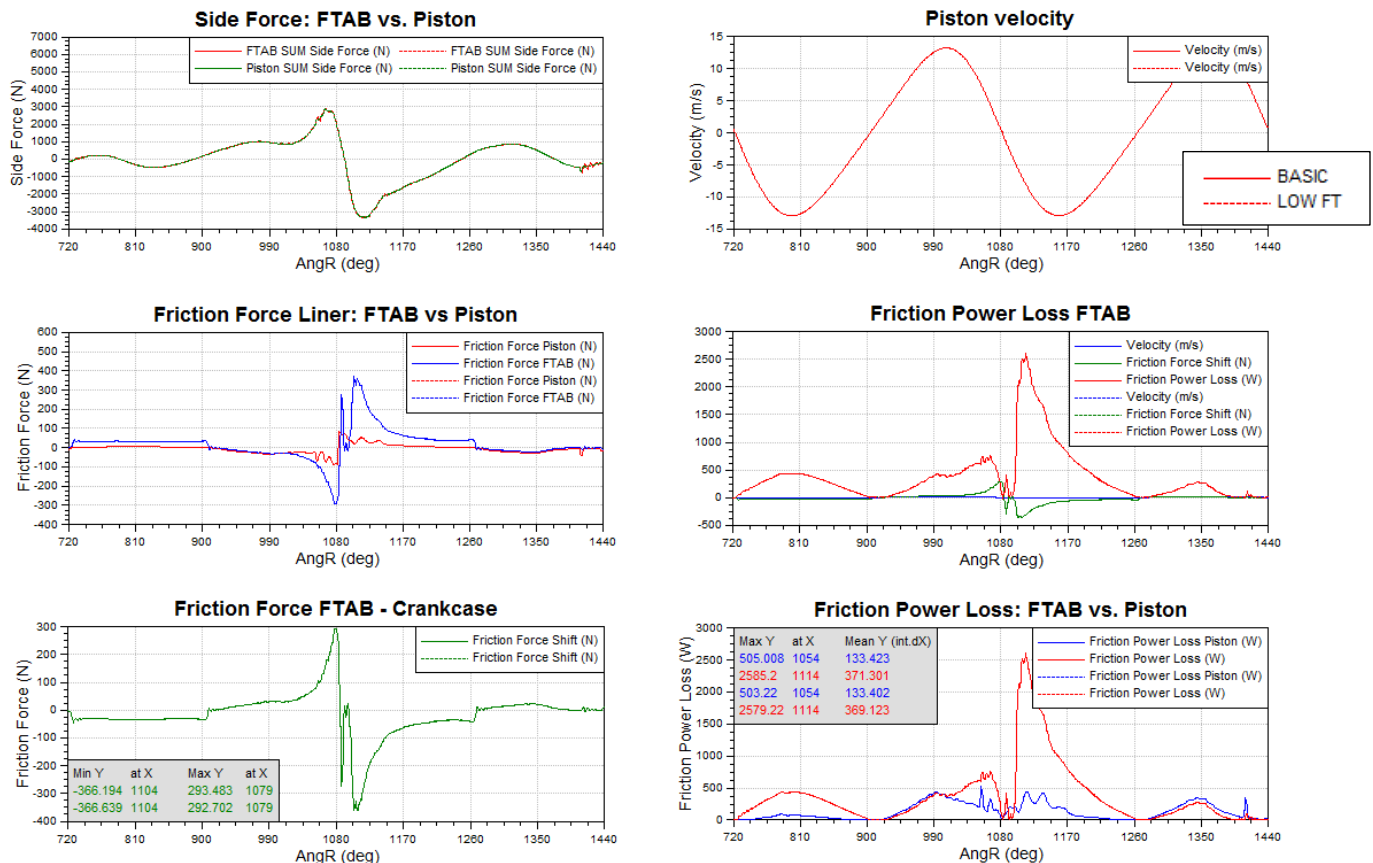 Side Force: FTAB vs. Piston
7000
6000
5000
4000
3000
2000
1000
0
-1000
-2000
-3000
-4000
Side Force (N)
FTAB SUM Side Force (N) FTAB SUM Side Force (N)
Piston SUM Side Force (N) Piston SUM Side Force (N)
720 810 900 990 1080 1170 1260 1350 1440
AngR (deg)
Piston velocity
15
10
5
0
-5
-10
-15
Velocity (m/s)
Velocity (m/s)
Velocity (m/s)
720 810 900 990 1080 1170 1260 1350 1440
AngR (deg)
BASIC
LOW FT
Friction Force Liner: FTAB vs Piston
600
500
400
300
200
100
0
-100
-200
-300
-400
Friction Force (N)
Friction Force Piston (N)
Friction Force FTAB (N)
Friction Force Piston (N)
Friction Force FTAB (N)
720 810 900 990 1080 1170 1260 1350 1440
AngR (deg)
Friction Power Loss FTAB
3000
2500
2000
1500
1000
500
0
-500
Velocity (m/s)
Friction Force Shift (N)
Friction Power Loss (W)
Velocity (m/s)
Friction Force Shift (N)
Friction Power Loss (W)
720 810 900 990 1080 1170 1260 1350 1440
AngR (deg)
Friction Force FTAB - Crankcase
300
200
100
0
-100
-200
-300
-400
Friction Force (N)
Friction Force Shift (N)
Friction Force Shift (N)
Min Y at X Max Y at X
-366.194 1104 293.483 1079
-366.639 1104 292.702 1079
720 810 900 990 1080 1170 1260 1350 1440
AngR (deg)
Friction Power Loss: FTAB vs. Piston
3000
2500
2000
1500
1000
500
0
Friction Power Loss (W)
Max Y at X Mean Y (int.dX)
505.008 1054 133.423
2585.2 1114 371.301
503.22 1054 133.402
2579.22 1114 369.123
Friction Power Loss Piston (W)
Friction Power Loss (W)
Friction Power Loss Piston (W)
Friction Power Loss (W)
720 810 900 990 1080 1170 1260 1350 1440
AngR (deg)